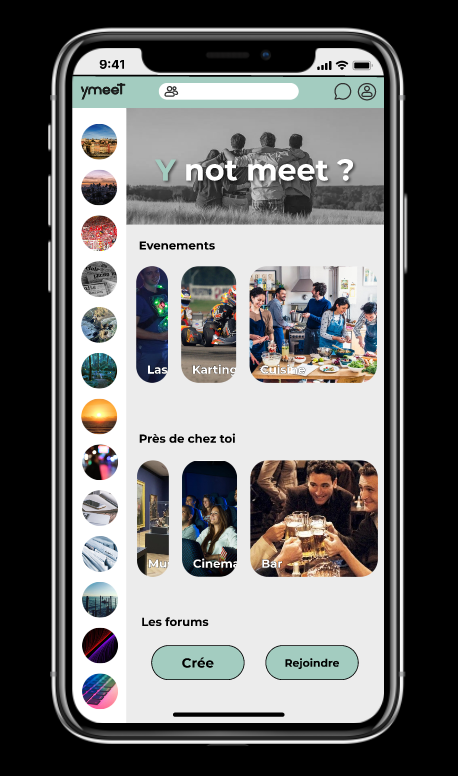 9:41
ymeet
Y not meet ?
Evenements
Las
Karting
Cuisine
Près de chez toi
Mu
Cinema
Bar
Les forums
Crée
Rejoindre